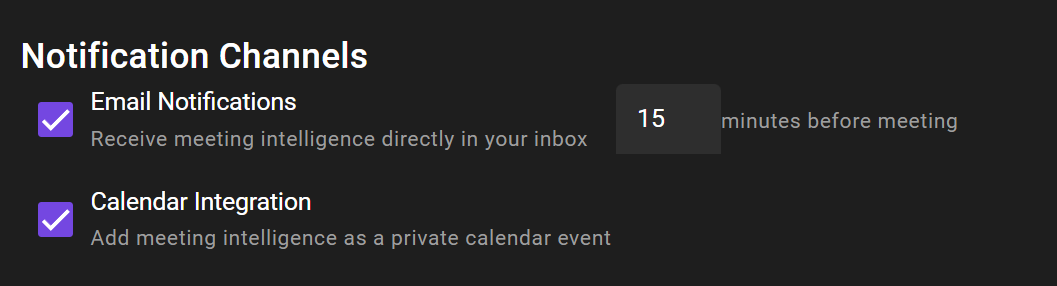 Notification Channels
Email Notifications
Receive meeting intelligence directly in your inbox
15 minutes before meeting
Calendar Integration
Add meeting intelligence as a private calendar event